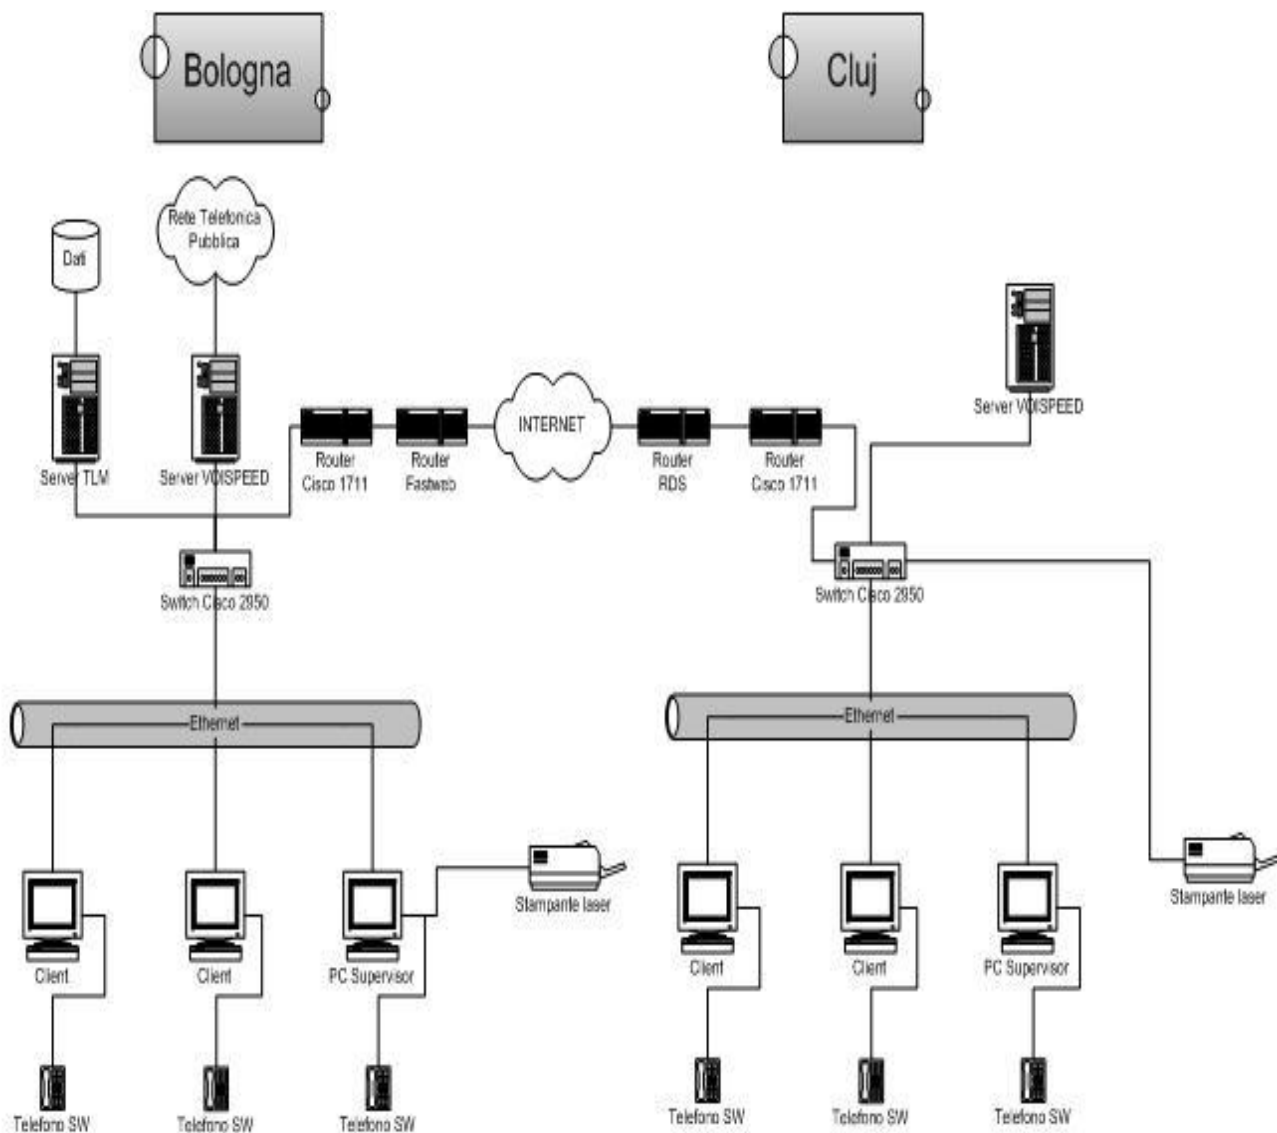 Bologna
Cluj
Rete Telefonica
Pubblica
Dati
Server TLM
Server VOISPEED
Router
Cisco 1711
Router
Fastweb
INTERNET
Router
RDS
Router
Cisco 1711
Server VOISPEED
Switch Cisco 2950
Switch Cisco 2950
Ethernet
Ethernet
Client
Client
PC Supervisor
Stampante laser
Client
Client
PC Supervisor
Stampante laser
Telefono SW
Telefono SW
Telefono SW
Telefono SW
Telefono SW
Telefono SW